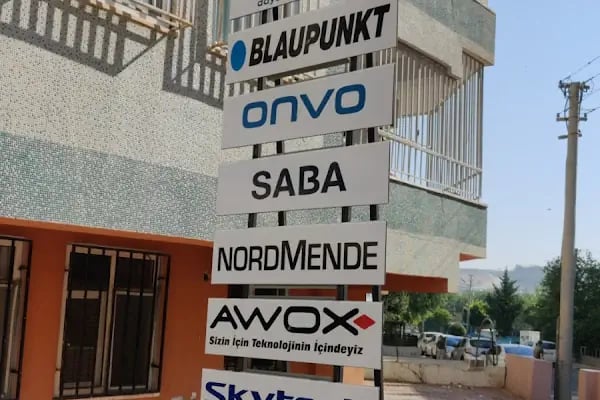 BLAUPUNKT
onvo
SABA
NORDMENDE
AWOX
Sizin İçin Teknolojinin İçindeyiz